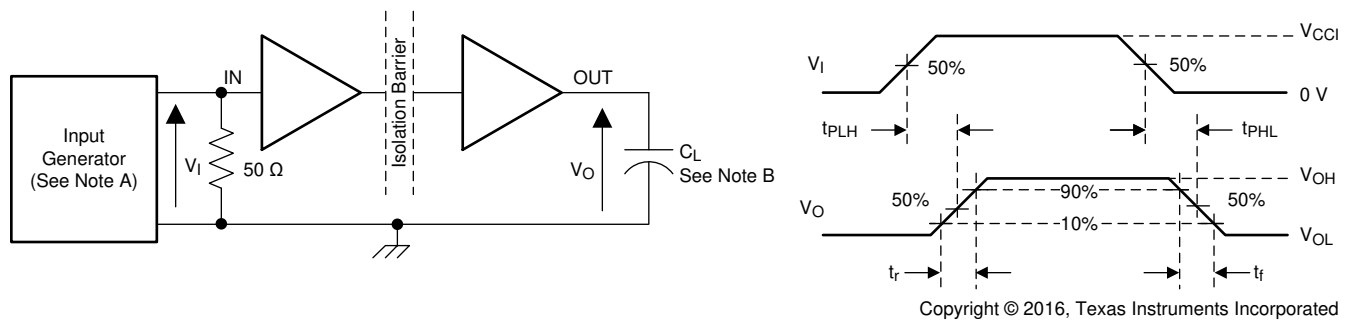 Input
Generator
(See Note A)
V_I
IN
50 Ω
Isolation Barrier
OUT
V_O
C_L
See Note B
V_I
50%
50%
V_CCI
0 V
t_PLH
t_PHL
V_O
50%
90%
10%
50%
V_OH
V_OL
t_r
t_f
Copyright © 2016, Texas Instruments Incorporated